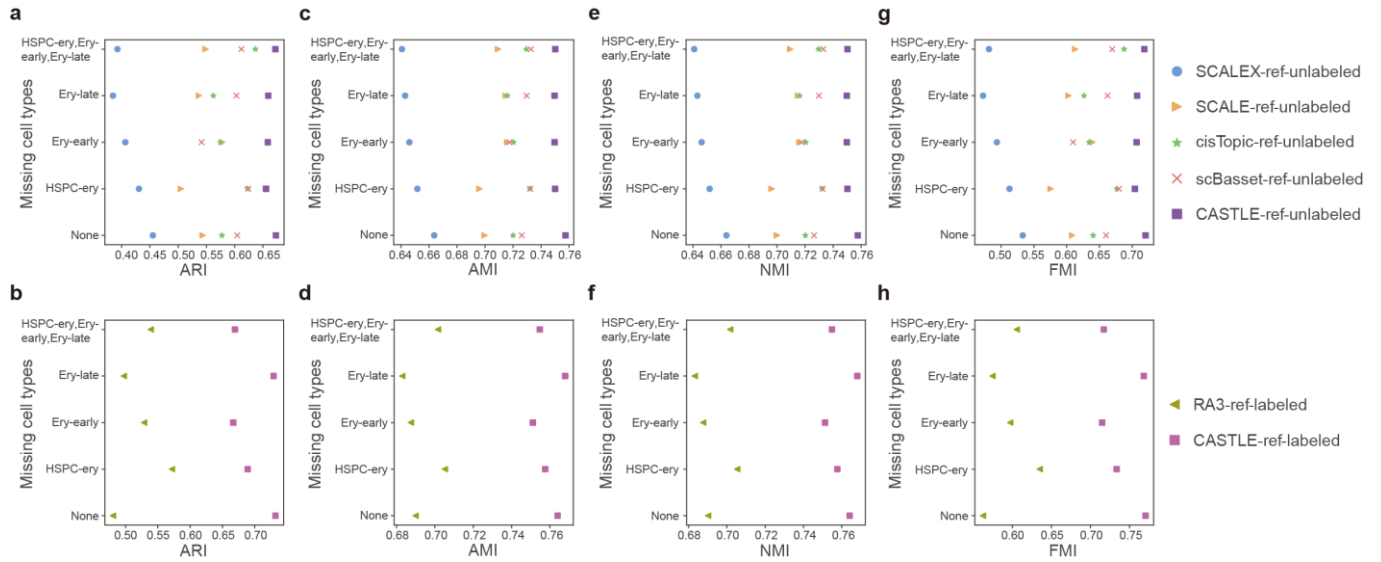 a
Missing cell types
HSPC-ery,Ery-
early,Ery-late
Ery-late
Ery-early
HSPC-ery
None
0.40 0.45 0.50 0.55 0.60 0.65
ARI
c
Missing cell types
HSPC-ery,Ery-
early,Ery-late
Ery-late
Ery-early
HSPC-ery
None
0.64 0.66 0.68 0.70 0.72 0.74 0.76
AMI
e
Missing cell types
HSPC-ery,Ery-
early,Ery-late
Ery-late
Ery-early
HSPC-ery
None
0.64 0.66 0.68 0.70 0.72 0.74 0.76
NMI
g
Missing cell types
HSPC-ery,Ery-
early,Ery-late
Ery-late
Ery-early
HSPC-ery
None
0.50 0.55 0.60 0.65 0.70
FMI
SCALEX-ref-unlabeled
SCALE-ref-unlabeled
cisTopic-ref-unlabeled
scBasset-ref-unlabeled
CASTLE-ref-unlabeled
b
Missing cell types
HSPC-ery,Ery-
early,Ery-late
Ery-late
Ery-early
HSPC-ery
None
0.50 0.55 0.60 0.65 0.70
ARI
d
Missing cell types
HSPC-ery,Ery-
early,Ery-late
Ery-late
Ery-early
HSPC-ery
None
0.68 0.70 0.72 0.74 0.76
AMI
f
Missing cell types
HSPC-ery,Ery-
early,Ery-late
Ery-late
Ery-early
HSPC-ery
None
0.68 0.70 0.72 0.74 0.76
NMI
h
Missing cell types
HSPC-ery,Ery-
early,Ery-late
Ery-late
Ery-early
HSPC-ery
None
0.60 0.65 0.70 0.75
FMI
RA3-ref-labeled
CASTLE-ref-labeled